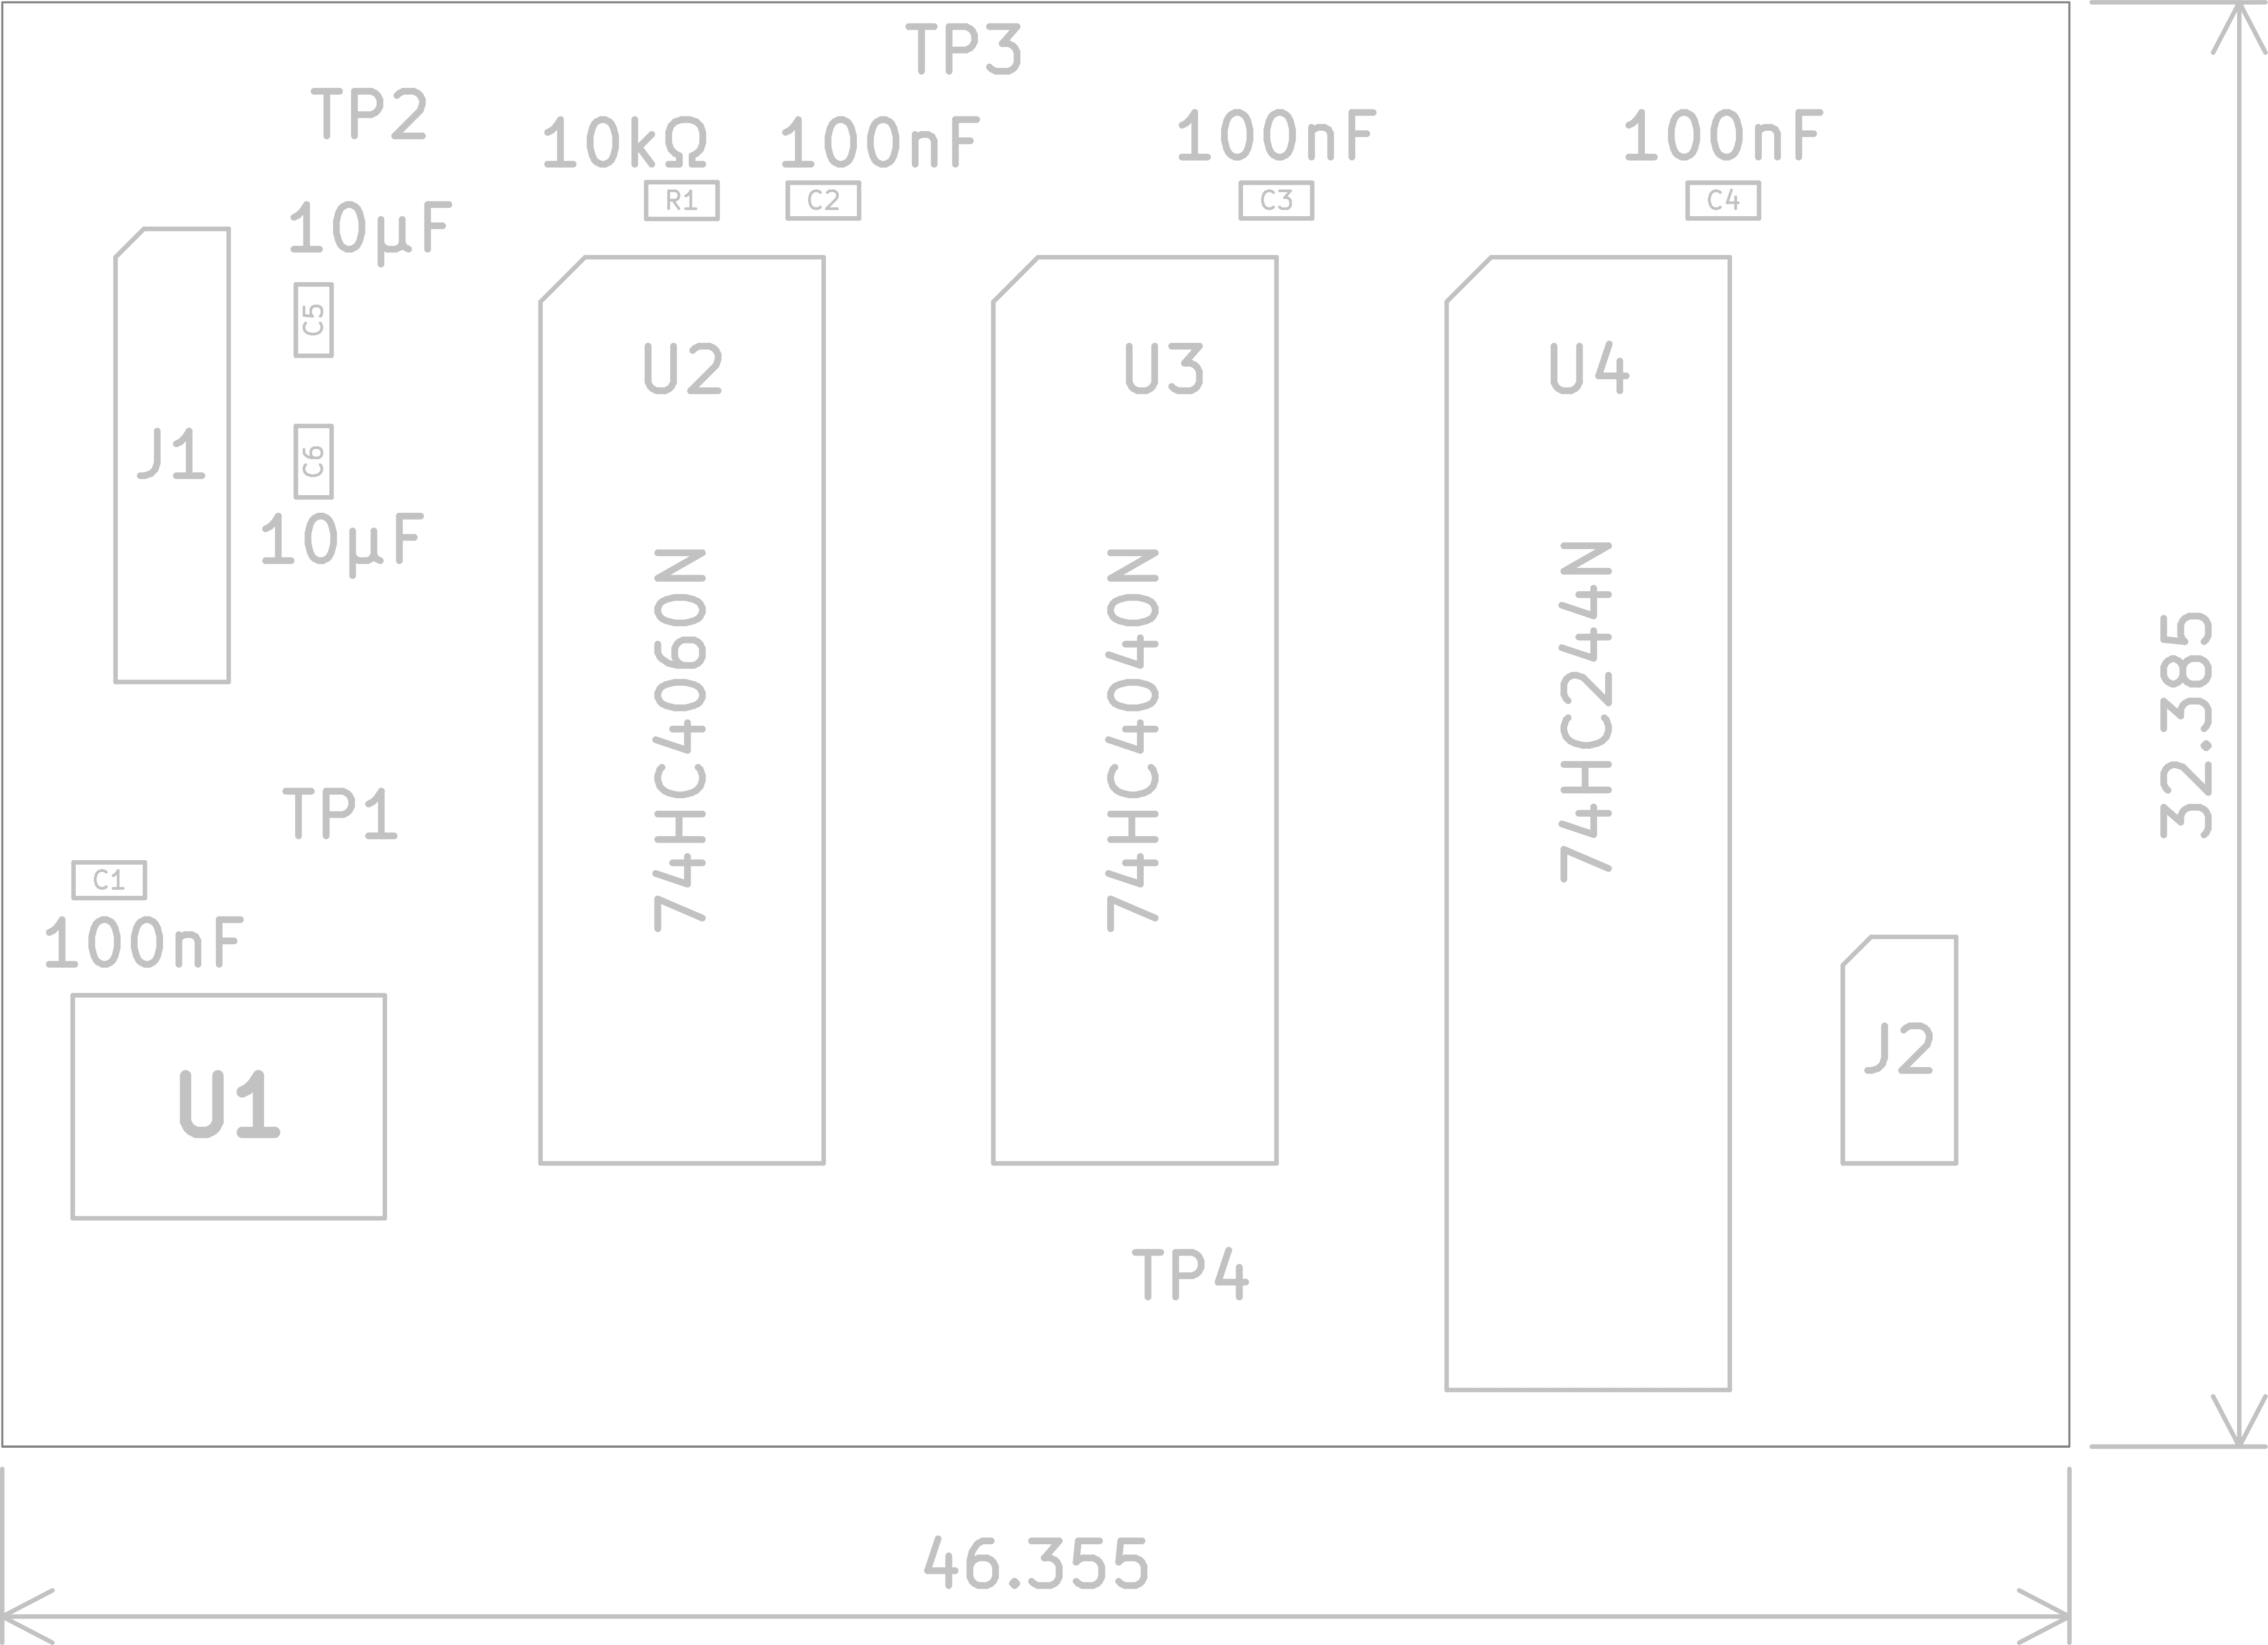 TP3
TP2
10kΩ
100nF
100nF
100nF
R1
C2
C3
C4
10µF
C5
U2
U3
U4
J1
C6
10µF
74HC4060N
74HC4040N
74HC244N
32.385
TP1
C1
100nF
J2
U1
TP4
46.355